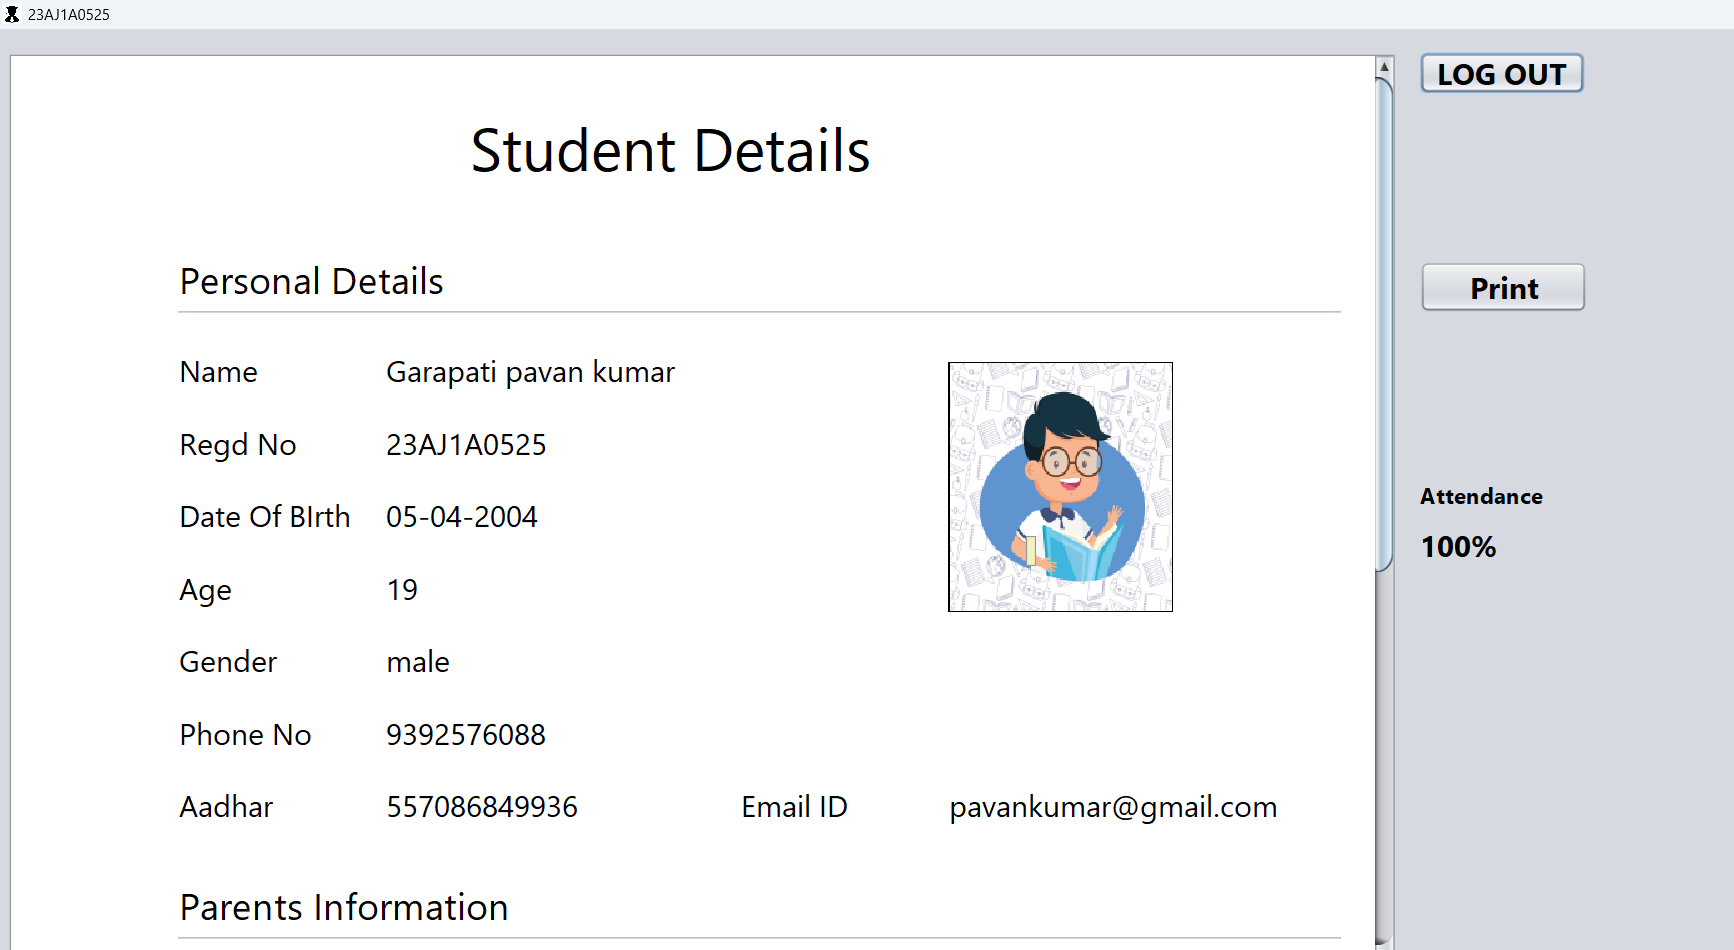 23AJ1A0525
LOG OUT
Student Details
Personal Details
Print
Name Garapati pavan kumar
Regd No 23AJ1A0525
Date Of BIrth 05-04-2004
Attendance
100%
Age 19
Gender male
Phone No 9392576088
Aadhar 557086849936 Email ID pavankumar@gmail.com
Parents Information